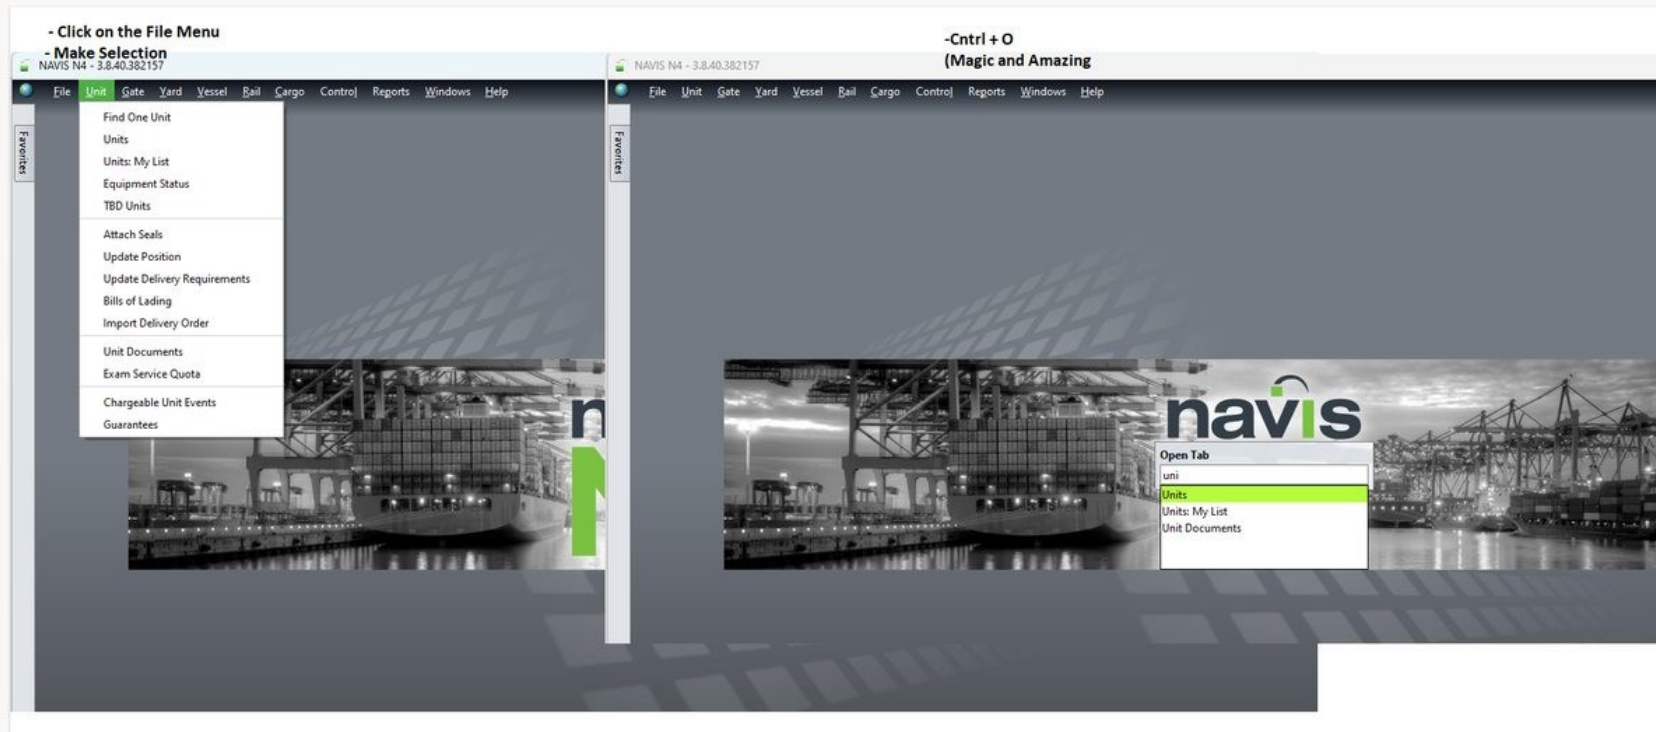 - Click on the File Menu
- Make Selection
NAVIS N4 - 3.8.40.382157
File Unit Gate Yard Vessel Rail Cargo Control Reports Windows Help
Favorites
Find One Unit
Units
Units: My List
Equipment Status
TBD Units
Attach Seals
Update Position
Update Delivery Requirements
Bills of Lading
Import Delivery Order
Unit Documents
Exam Service Quota
Chargeable Unit Events
Guarantees
n
N
-Cntrl + O
(Magic and Amazing
NAVIS N4 - 3.8.40.382157
File Unit Gate Yard Vessel Rail Cargo Control Reports Windows Help
Favorites
navis
Open Tab
uni
Units
Units: My List
Unit Documents